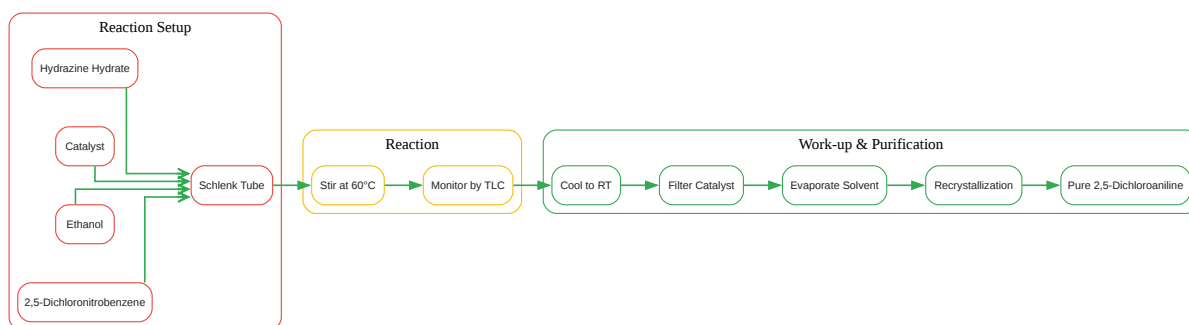 Reaction Setup
Hydrazine Hydrate
Catalyst
Schlenk Tube
Ethanol
2,5-Dichloronitrobenzene
Reaction
Stir at 60°C
Monitor by TLC
Work-up & Purification
Cool to RT
Filter Catalyst
Evaporate Solvent
Recrystallization
Pure 2,5-Dichloroaniline